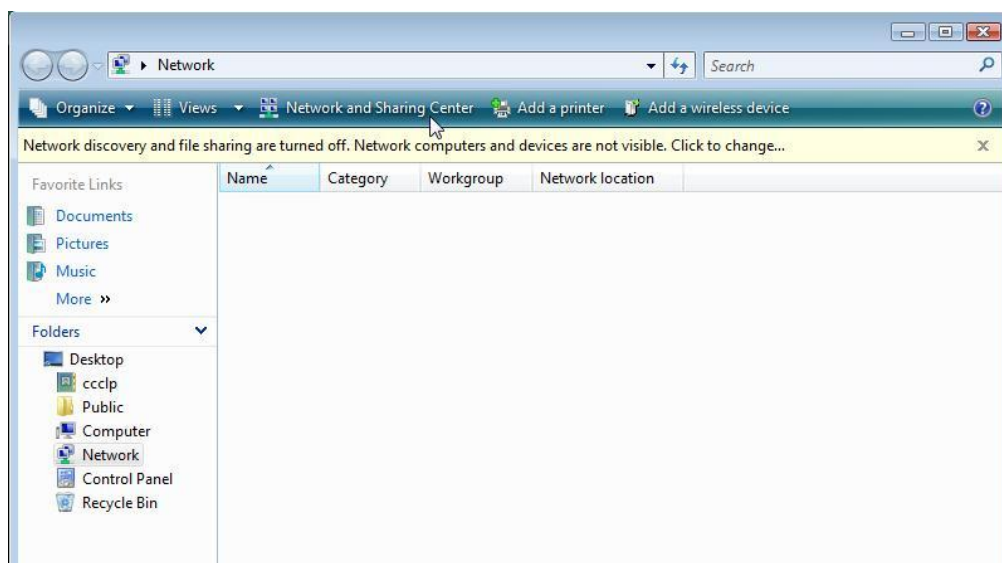 Network
Search
Organize Views Network and Sharing Center Add a printer Add a wireless device
Network discovery and file sharing are turned off. Network computers and devices are not visible. Click to change...
Favorite Links
Name Category Workgroup Network location
Documents
Pictures
Music
More »
Folders
Desktop
ccclp
Public
Computer
Network
Control Panel
Recycle Bin